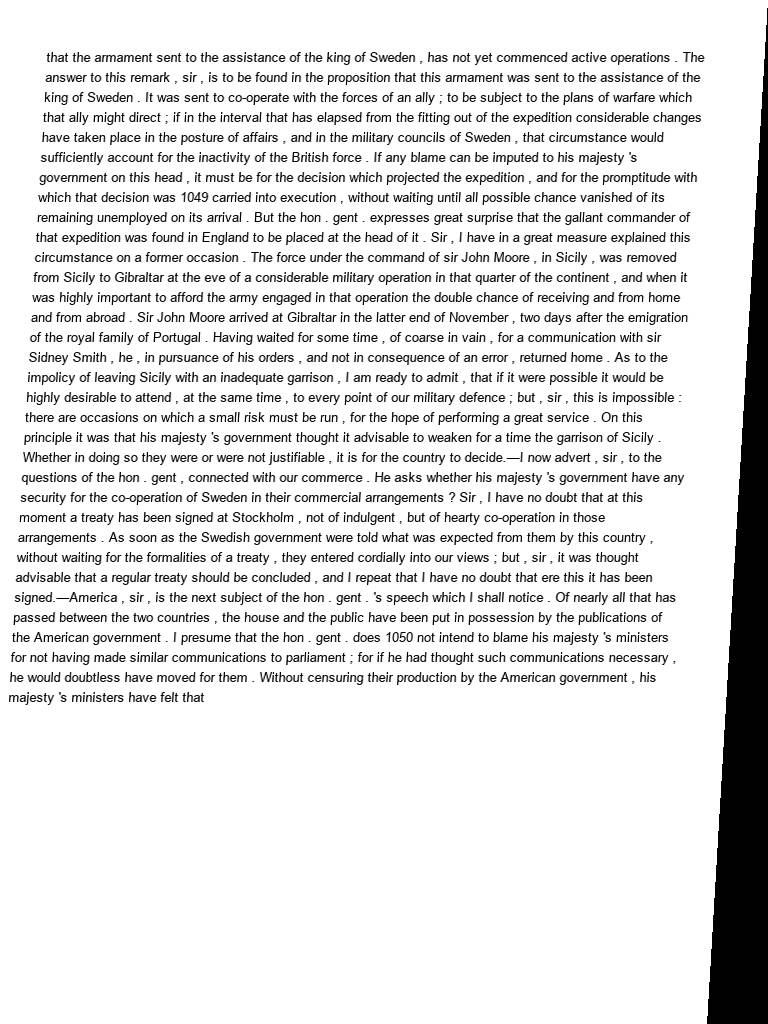 that the armament sent to the assistance of the king of Sweden , has not yet commenced active operations . The
answer to this remark , sir , is to be found in the proposition that this armament was sent to the assistance of the
king of Sweden . It was sent to co-operate with the forces of an ally ; to be subject to the plans of warfare which
that ally might direct ; if in the interval that has elapsed from the fitting out of the expedition considerable changes
have taken place in the posture of affairs , and in the military councils of Sweden , that circumstance would
sufficiently account for the inactivity of the British force . If any blame can be imputed to his majesty 's
government on this head , it must be for the decision which projected the expedition , and for the promptitude with
which that decision was 1049 carried into execution , without waiting until all possible chance vanished of its
remaining unemployed on its arrival . But the hon . gent . expresses great surprise that the gallant commander of
that expedition was found in England to be placed at the head of it . Sir , I have in a great measure explained this
circumstance on a former occasion . The force under the command of sir John Moore , in Sicily , was removed
from Sicily to Gibraltar at the eve of a considerable military operation in that quarter of the continent , and when it
was highly important to afford the army engaged in that operation the double chance of receiving and from home
and from abroad . Sir John Moore arrived at Gibraltar in the latter end of November , two days after the emigration
of the royal family of Portugal . Having waited for some time , of coarse in vain , for a communication with sir
Sidney Smith , he , in pursuance of his orders , and not in consequence of an error , returned home . As to the
impolicy of leaving Sicily with an inadequate garrison , I am ready to admit , that if it were possible it would be
highly desirable to attend , at the same time , to every point of our military defence ; but , sir , this is impossible :
there are occasions on which a small risk must be run , for the hope of performing a great service . On this
principle it was that his majesty 's government thought it advisable to weaken for a time the garrison of Sicily .
Whether in doing so they were or were not justifiable , it is for the country to decide.—I now advert , sir , to the
questions of the hon . gent , connected with our commerce . He asks whether his majesty 's government have any
security for the co-operation of Sweden in their commercial arrangements ? Sir , I have no doubt that at this
moment a treaty has been signed at Stockholm , not of indulgent , but of hearty co-operation in those
arrangements . As soon as the Swedish government were told what was expected from them by this country ,
without waiting for the formalities of a treaty , they entered cordially into our views ; but , sir , it was thought
advisable that a regular treaty should be concluded , and I repeat that I have no doubt that ere this it has been
signed.—America , sir , is the next subject of the hon . gent . 's speech which I shall notice . Of nearly all that has
passed between the two countries , the house and the public have been put in possession by the publications of
the American government . I presume that the hon . gent . does 1050 not intend to blame his majesty 's ministers
for not having made similar communications to parliament ; for if he had thought such communications necessary ,
he would doubtless have moved for them . Without censuring their production by the American government , his
majesty 's ministers have felt that